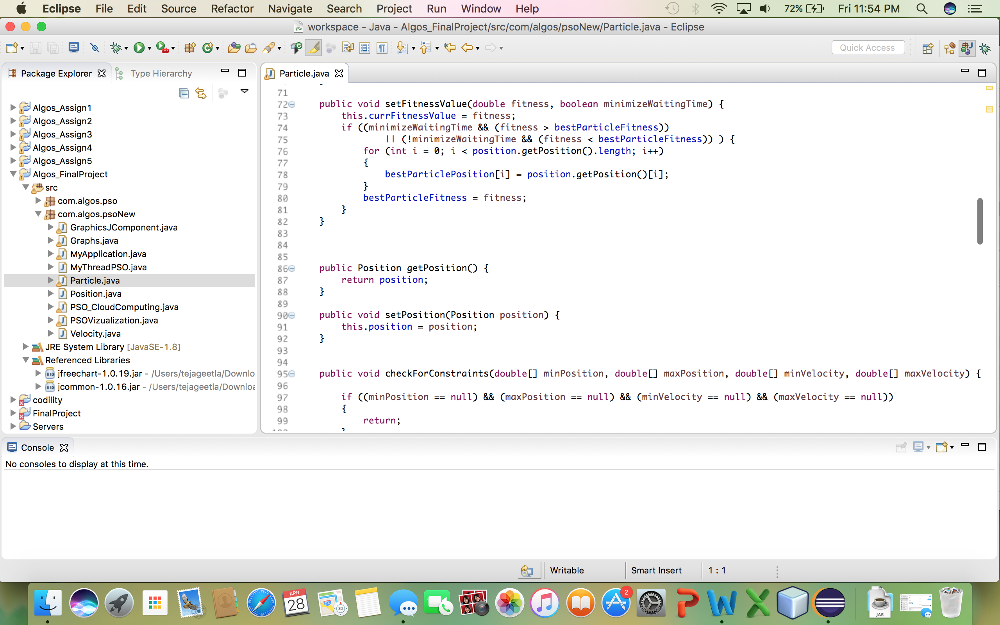 Eclipse File Edit Source Refactor Navigate Search Project Run Window Help 72% Fri 11:54 PM
workspace - Java - Algos_FinalProject/src/com/algos/psoNew/Particle.java - Eclipse
Quick Access
Package Explorer Type Hierarchy
Algos_Assign1
Algos_Assign2
Algos_Assign3
Algos_Assign4
Algos_Assign5
Algos_FinalProject
src
com.algos.pso
com.algos.psoNew
GraphicsJComponent.java
Graphs.java
MyApplication.java
MyThreadPSO.java
Particle.java
Position.java
PSO_CloudComputing.java
PSOVizualization.java
Velocity.java
JRE System Library [JavaSE-1.8]
Referenced Libraries
jfreechart-1.0.19.jar - /Users/tejageetla/Downlo
jcommon-1.0.16.jar - /Users/tejageetla/Downloa
codility
FinalProject
Servers
Particle.java
71
72 public void setFitnessValue(double fitness, boolean minimizeWaitingTime) {
73 this.currFitnessValue = fitness;
74 if ((minimizeWaitingTime && (fitness > bestParticleFitness))
75 || (!minimizeWaitingTime && (fitness < bestParticleFitness)) ) {
76 for (int i = 0; i < position.getPosition().length; i++)
77 {
78 bestParticlePosition[i] = position.getPosition()[i];
79 }
80 bestParticleFitness = fitness;
81 }
82 }
83
84
85
86 public Position getPosition() {
87 return position;
88 }
89
90 public void setPosition(Position position) {
91 this.position = position;
92 }
93
94
95 public void checkForConstraints(double[] minPosition, double[] maxPosition, double[] minVelocity, double[] maxVelocity) {
96
97 if ((minPosition == null) && (maxPosition == null) && (minVelocity == null) && (maxVelocity == null))
98 {
99 return;
Console
No consoles to display at this time.
Writable Smart Insert 1 : 1
APR
28
280
3D
2
JAR